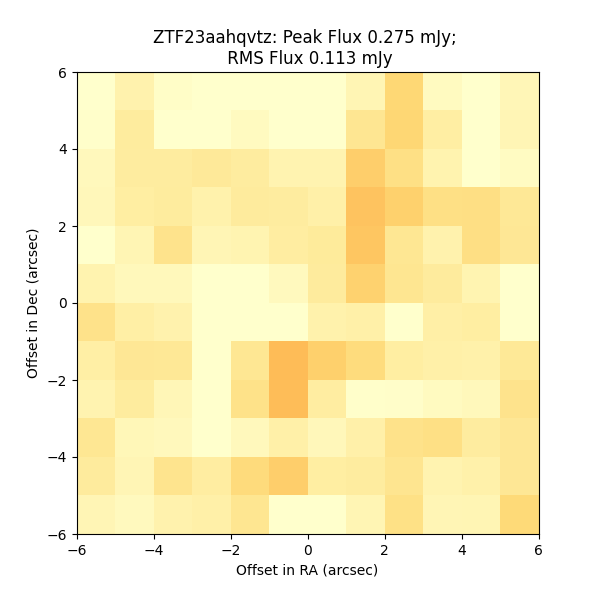 ZTF23aahqvtz: Peak Flux 0.275 mJy;
RMS Flux 0.113 mJy
6
4
2
0
−2
−4
−6
Offset in Dec (arcsec)
−6 −4 −2 0 2 4 6
Offset in RA (arcsec)